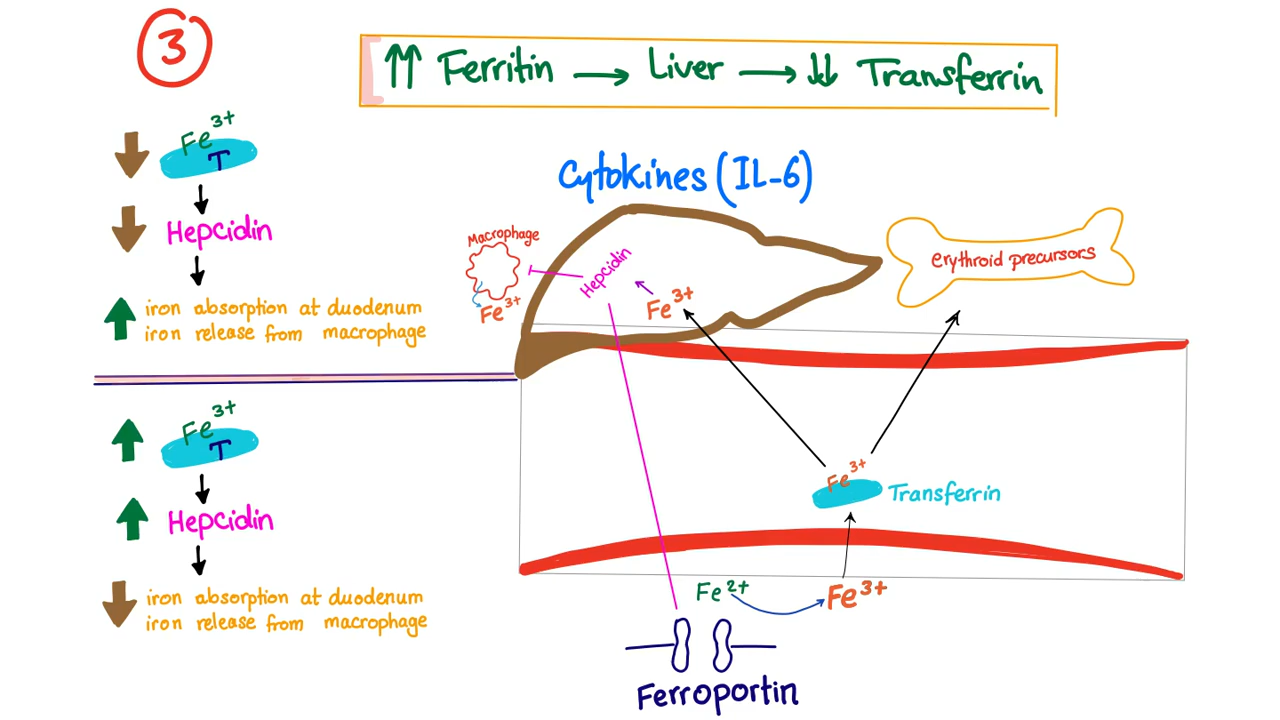 3
↑↑ Ferritin → Liver → ↓↓ Transferrin
Fe3+
T
Hepcidin
iron absorption at duodenum
iron release from macrophage
Fe3+
T
Hepcidin
iron absorption at duodenum
iron release from macrophage
Cytokines (IL-6)
Macrophage
Fe3+
Hepcidin
Fe3+
erythroid precursors
Fe3+
Transferrin
Fe2+
Fe3+
Ferroportin